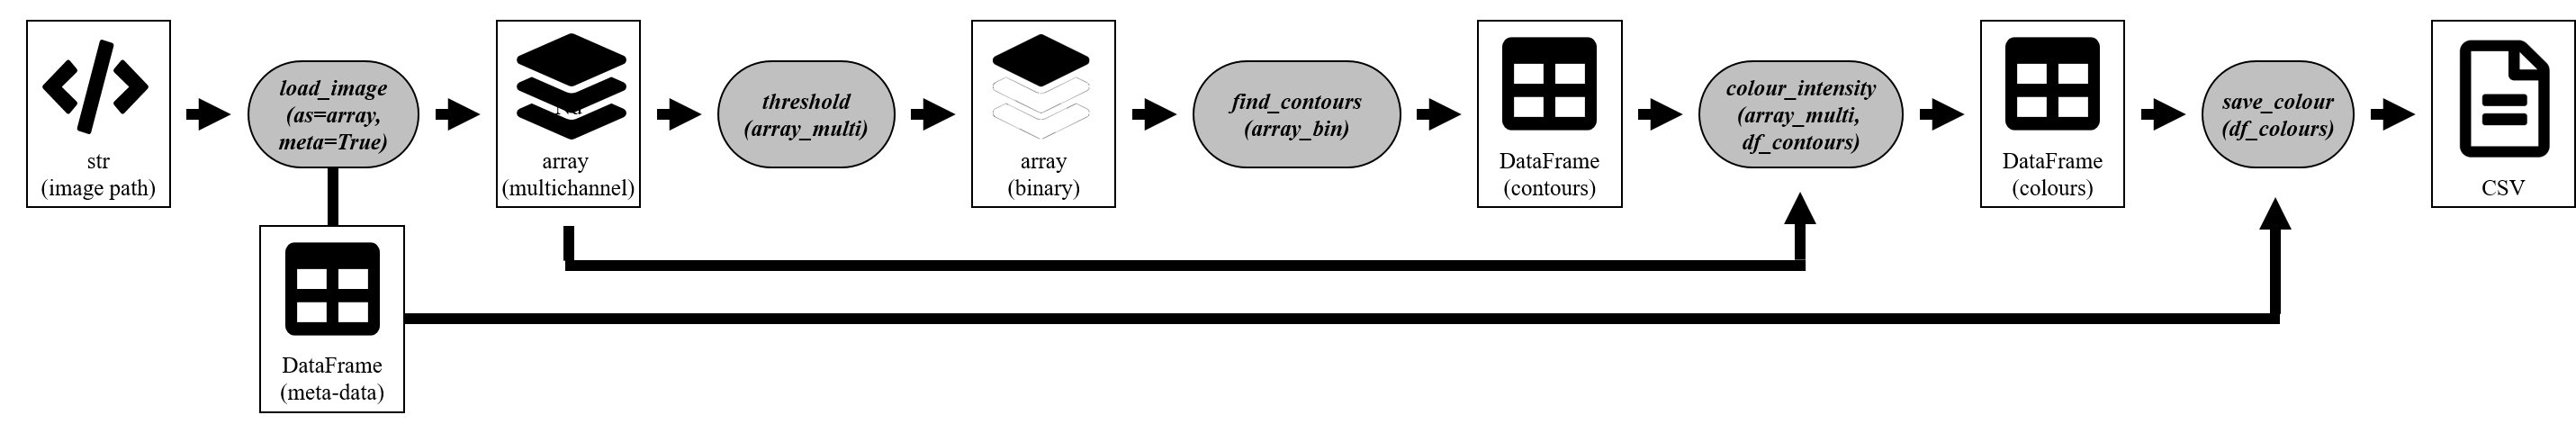 str
(image path)
load_image
(as=array,
meta=True)
array
(multichannel)
threshold
(array_multi)
array
(binary)
find_contours
(array_bin)
DataFrame
(contours)
colour_intensity
(array_multi,
df_contours)
DataFrame
(colours)
save_colour
(df_colours)
CSV
DataFrame
(meta-data)